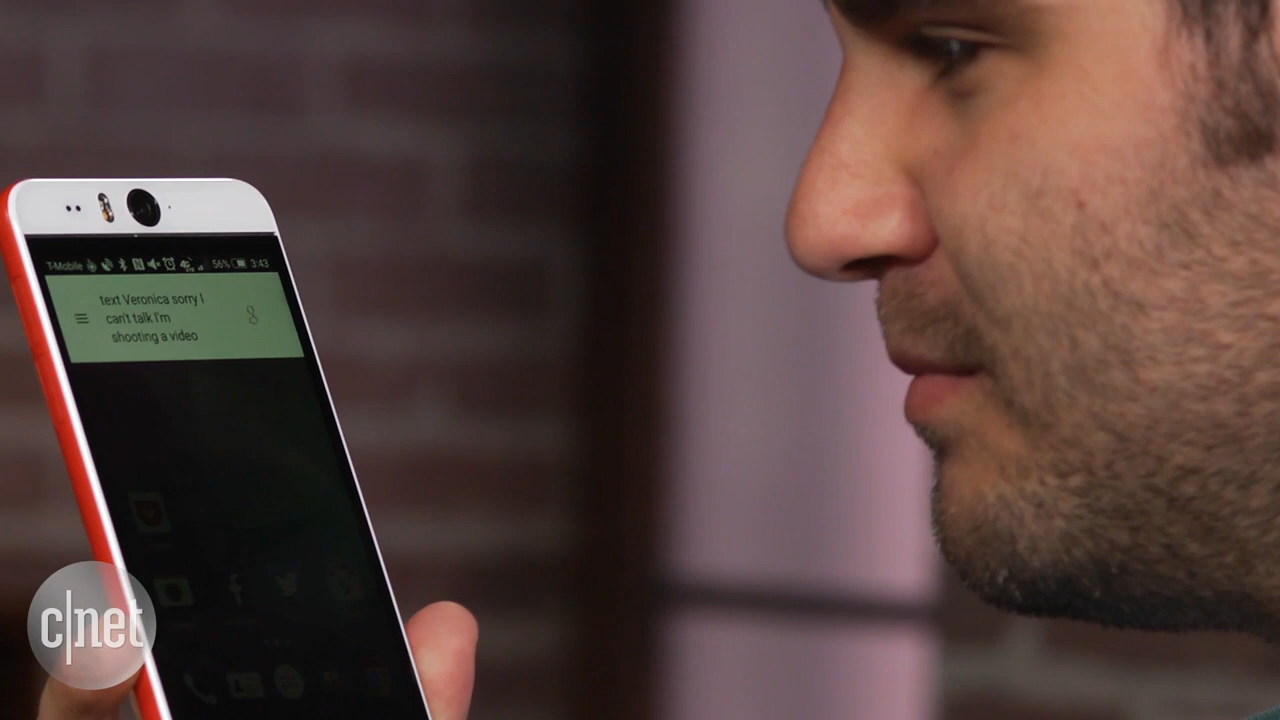 T-Mobile 56% 3:43
text Veronica sorry I
can't talk I'm
shooting a video
g
c|net